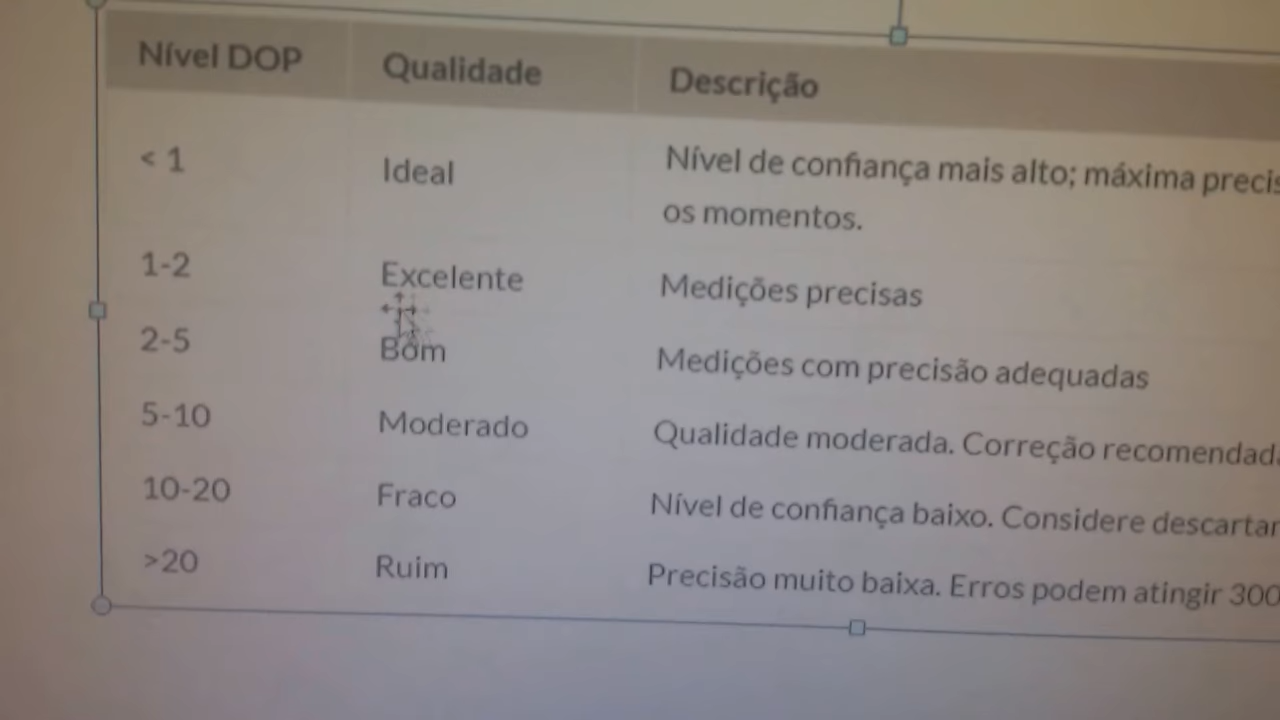 Nível DOP Qualidade Descrição
< 1 Ideal Nível de confiança mais alto; máxima
os momentos.
1-2 Excelente Medições precisas
2-5 Bom Medições com precisão adequadas
5-10 Moderado Qualidade moderada. Correção
10-20 Fraco Nível de confiança baixo. Considere descartar
>20 Ruim Precisão muito baixa. Erros podem atingir 300